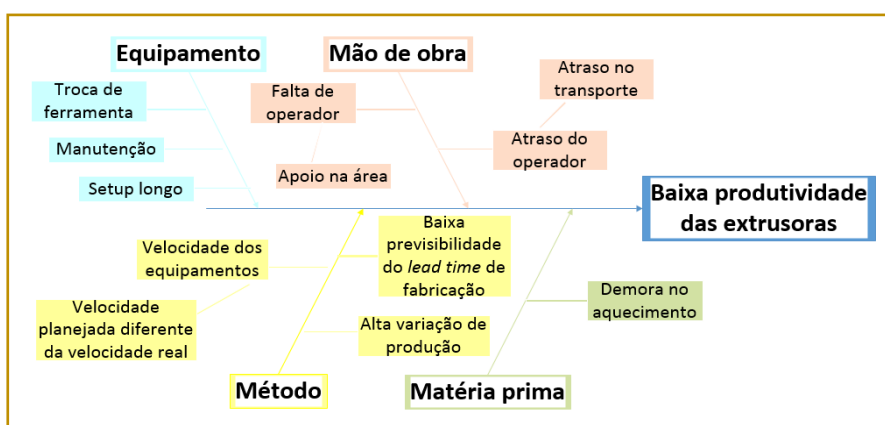 Equipamento
Mão de obra
Troca de
ferramenta
Manutenção
Setup longo
Falta de
operador
Apoio na área
Atraso no
transporte
Atraso do
operador
Baixa produtividade
das extrusoras
Velocidade dos
equipamentos
Velocidade
planejada diferente
da velocidade real
Baixa
previsibilidade
do lead time de
fabricação
Alta variação de
produção
Demora no
aquecimento
Método
Matéria prima